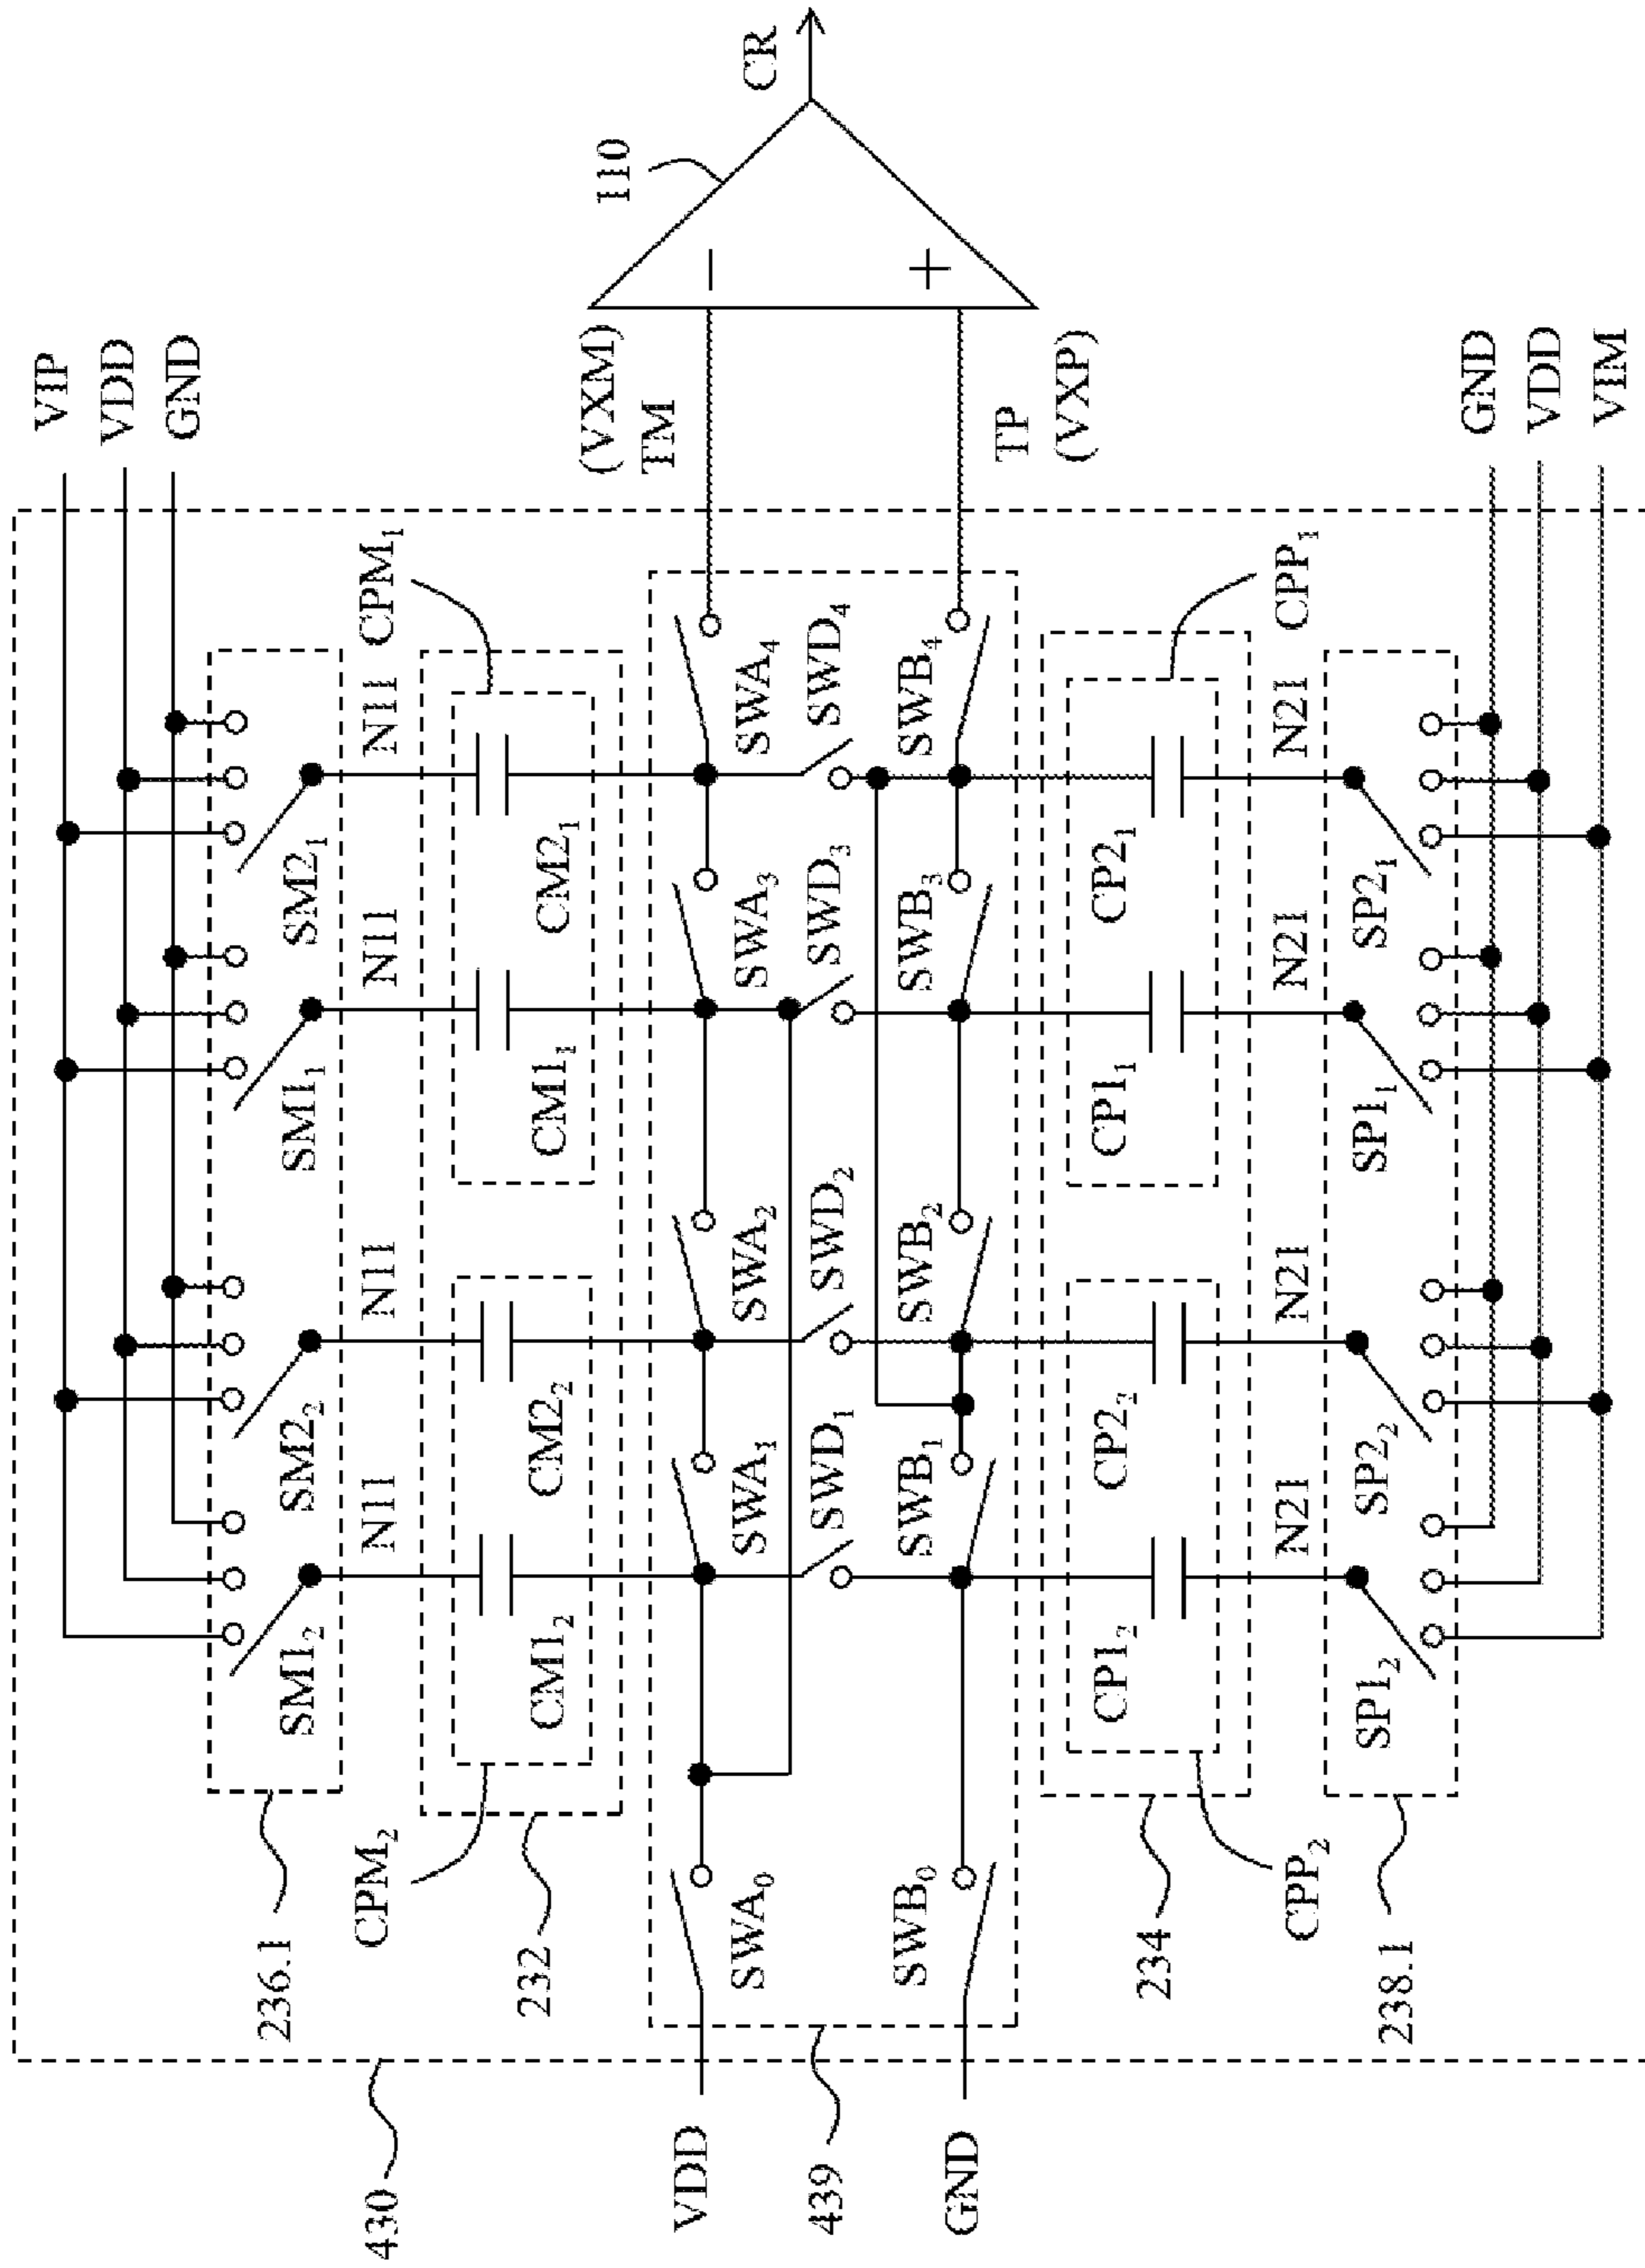 VIP
VDD
GND
236.1
SM1₂
SM2₂
SM1₁
SM2₁
430
CPM₂
N11
N11
N11
N11
CPM₁
232
CM1₂
CM2₂
CM1₁
CM2₁
(VXM)
TM
110
CR
VDD
SWA₀
SWA₁
SWA₂
SWA₃
SWA₄
−
439
SWD₁
SWD₂
SWD₃
SWD₄
GND
SWB₀
SWB₁
SWB₂
SWB₃
SWB₄
+
TP
(VXP)
CP1₂
CP2₂
CP1₁
CP2₁
234
CPP₂
N21
N21
N21
N21
CPP₁
238.1
SP1₂
SP2₂
SP1₁
SP2₁
GND
VDD
VIM